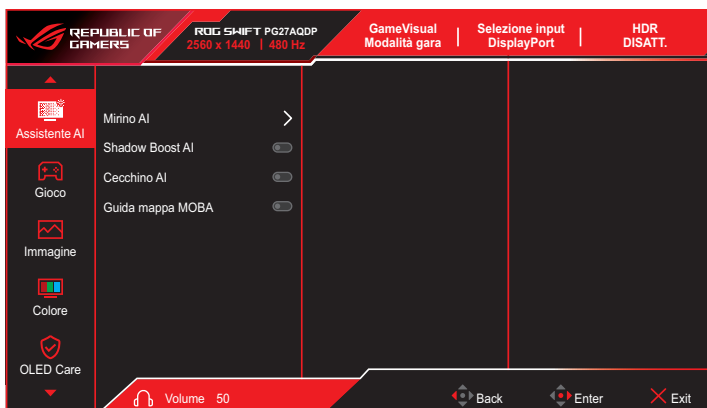 REPUBLIC OF
GAMERS
ROG SWIFT PG27AQDP
2560 x 1440 | 480 Hz
GameVisual
Modalità gara
Selezione input
DisplayPort
HDR
DISATT.
Assistente AI
Gioco
Immagine
Colore
OLED Care
Mirino AI
Shadow Boost AI
Cecchino AI
Guida mappa MOBA
Volume 50
Back
Enter
Exit